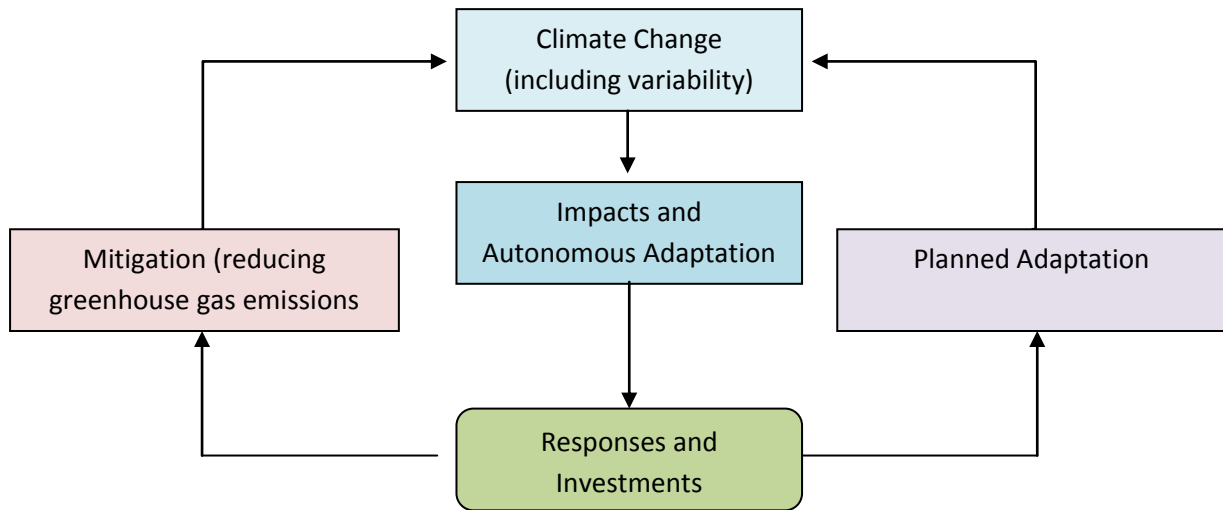 Climate Change
(including variability)
Impacts and
Autonomous Adaptation
Mitigation (reducing
greenhouse gas emissions
Planned Adaptation
Responses and
Investments